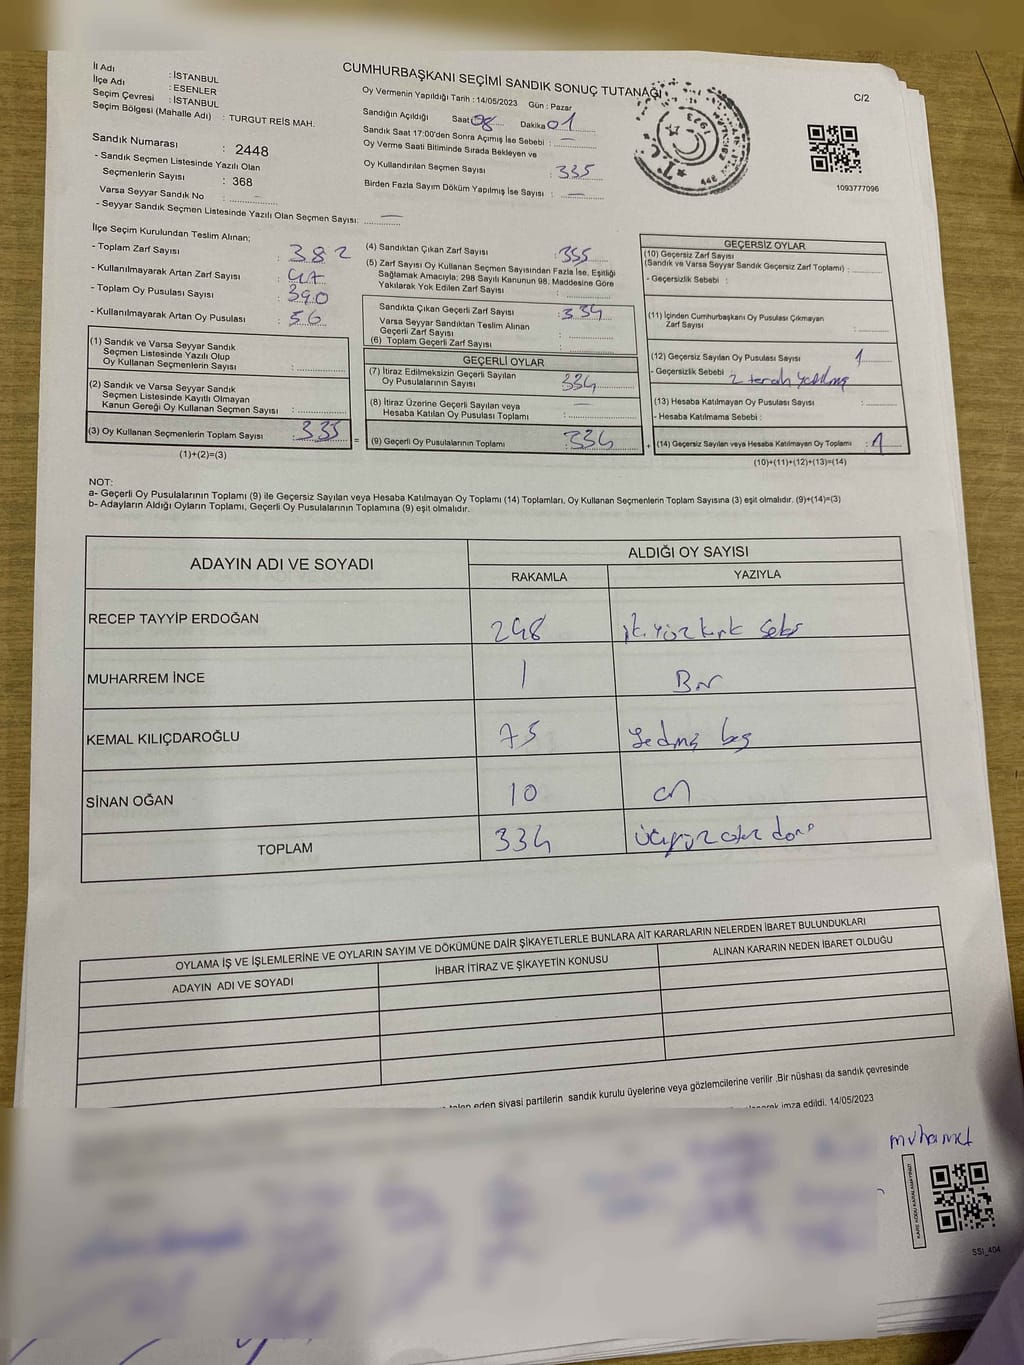 CUMHURBAŞKANI SEÇİMİ SANDIK SONUÇ TUTANAĞI
C/2
İl Adı : İSTANBUL
İlçe Adı : ESENLER
Seçim Çevresi : İSTANBUL
Seçim Bölgesi (Mahalle Adı) : TURGUT REİS MAH.
Sandık Numarası : 2448
- Sandık Seçmen Listesinde Yazılı Olan
Seçmenlerin Sayısı : 368
Varsa Seyyar Sandık No :
- Seyyar Sandık Seçmen Listesinde Yazılı Olan Seçmen Sayısı: —
Oy Vermenin Yapıldığı Tarih : 14/05/2023 Gün : Pazar
Sandığın Açıldığı Saat 08 Dakika 01
Sandık Saat 17:00'den Sonra Açımış İse Sebebi : —
Oy Verme Saati Bitiminde Sırada Bekleyen ve
Oy Kullandırılan Seçmen Sayısı : 335
Birden Fazla Sayım Döküm Yapılmış İse Sayısı : —
1923
1093777096
İlçe Seçim Kurulundan Teslim Alınan;
- Toplam Zarf Sayısı : 382
- Kullanılmayarak Artan Zarf Sayısı : 47
- Toplam Oy Pusulası Sayısı : 390
- Kullanılmayarak Artan Oy Pusulası : 56
(1) Sandık ve Varsa Seyyar Sandık
Seçmen Listesinde Yazılı Olup
Oy Kullanan Seçmenlerin Sayısı :
(2) Sandık ve Varsa Seyyar Sandık
Seçmen Listesinde Kayıtlı Olmayan
Kanun Gereği Oy Kullanan Seçmen Sayısı :
(3) Oy Kullanan Seçmenlerin Toplam Sayısı : 335
(1)+(2)=(3)
=
(4) Sandıktan Çıkan Zarf Sayısı : 335
(5) Zarf Sayısı Oy Kullanan Seçmen Sayısından Fazla İse, Eşitliği
Sağlamak Amacıyla; 298 Sayılı Kanunun 98. Maddesine Göre
Yakılarak Yok Edilen Zarf Sayısı :
Sandıkta Çıkan Geçerli Zarf Sayısı : 334
Varsa Seyyar Sandıktan Teslim Alınan
Geçerli Zarf Sayısı :
(6) Toplam Geçerli Zarf Sayısı :
GEÇERLİ OYLAR
(7) İtiraz Edilmeksizin Geçerli Sayılan
Oy Pusulalarının Sayısı : 334
(8) İtiraz Üzerine Geçerli Sayılan veya
Hesaba Katılan Oy Pusulası Toplamı :
(9) Geçerli Oy Pusulalarının Toplamı : 334
+
GEÇERSİZ OYLAR
(10) Geçersiz Zarf Sayısı
(Sandık ve Varsa Seyyar Sandık Geçersiz Zarf Toplamı) :
- Geçersizlik Sebebi :
(11) İçinden Cumhurbaşkanı Oy Pusulası Çıkmayan
Zarf Sayısı :
(12) Geçersiz Sayılan Oy Pusulası Sayısı : 1
- Geçersizlik Sebebi : 2 tercih
(13) Hesaba Katılmayan Oy Pusulası Sayısı :
- Hesaba Katılmama Sebebi :
(14) Geçersiz Sayılan veya Hesaba Katılmayan Oy Toplamı : 1
(10)+(11)+(12)+(13)=(14)
NOT:
a- Geçerli Oy Pusulalarının Toplamı (9) ile Geçersiz Sayılan veya Hesaba Katılmayan Oy Toplamı (14) Toplamları, Oy Kullanan Seçmenlerin Toplam Sayısına (3) eşit olmalıdır. (9)+(14)=(3)
b- Adayların Aldığı Oyların Toplamı, Geçerli Oy Pusulalarının Toplamına (9) eşit olmalıdır.
ADAYIN ADI VE SOYADI
ALDIĞI OY SAYISI
RAKAMLA YAZIYLA
RECEP TAYYİP ERDOĞAN 248 ikiyüzkırk sekiz
MUHARREM İNCE 1 Bir
KEMAL KILIÇDAROĞLU 75 Yedmiş beş
SİNAN OĞAN 10 on
TOPLAM 334 üçyüz otuz dört
OYLAMA İŞ VE İŞLEMLERİNE VE OYLARIN SAYIM VE DÖKÜMÜNE DAİR ŞİKAYETLERLE BUNLARA AİT KARARLARIN NELERDEN İBARET BULUNDUKLARI
ADAYIN ADI VE SOYADI İHBAR İTİRAZ VE ŞİKAYETİN KONUSU ALINAN KARARIN NEDEN İBARET OLDUĞU
eden siyasi partilerin sandık kurulu üyelerine veya gözlemcilerine verilir .Bir nüshası da sandık çevresinde
imza edildi. 14/05/2023
muhamet
SSI_404